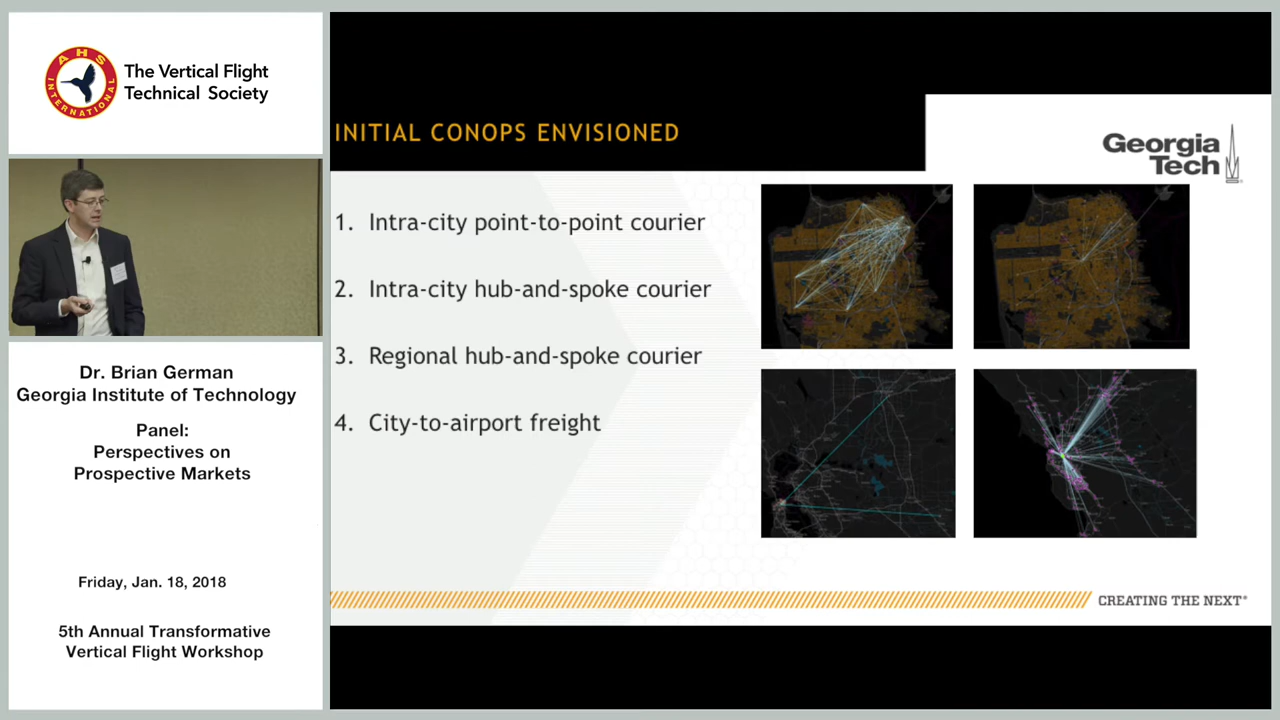 AHS
INTERNATIONAL
The Vertical Flight
Technical Society
Dr. Brian German
Georgia Institute of Technology
Panel:
Perspectives on
Prospective Markets
Friday, Jan. 18, 2018
5th Annual Transformative
Vertical Flight Workshop
INITIAL CONOPS ENVISIONED
Georgia
Tech
1. Intra-city point-to-point courier
2. Intra-city hub-and-spoke courier
3. Regional hub-and-spoke courier
4. City-to-airport freight
CREATING THE NEXT®